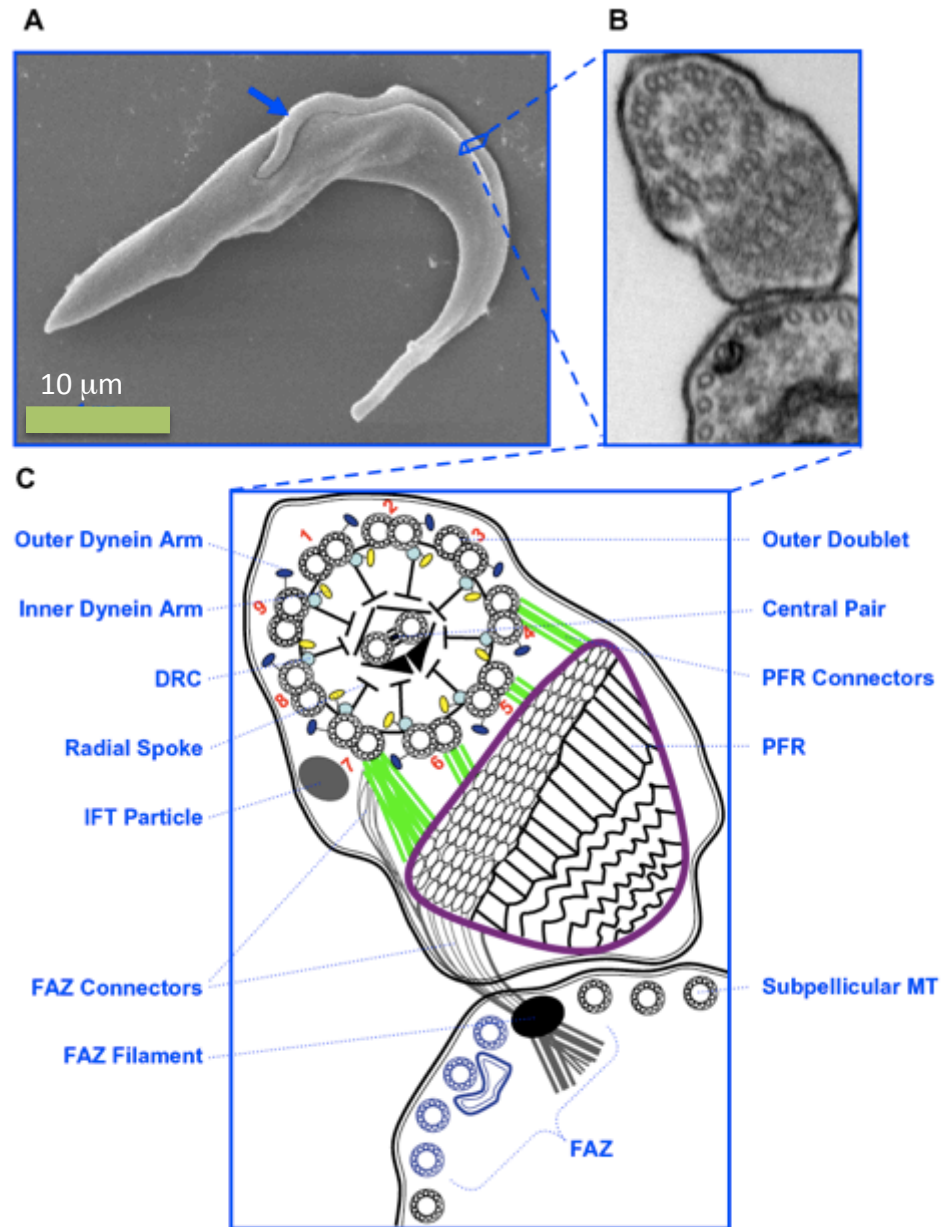 A
B
10 μm
C
Outer Dynein Arm
Inner Dynein Arm
DRC
Radial Spoke
IFT Particle
FAZ Connectors
FAZ Filament
1
2
3
4
5
6
7
8
9
Outer Doublet
Central Pair
PFR Connectors
PFR
Subpellicular MT
FAZ